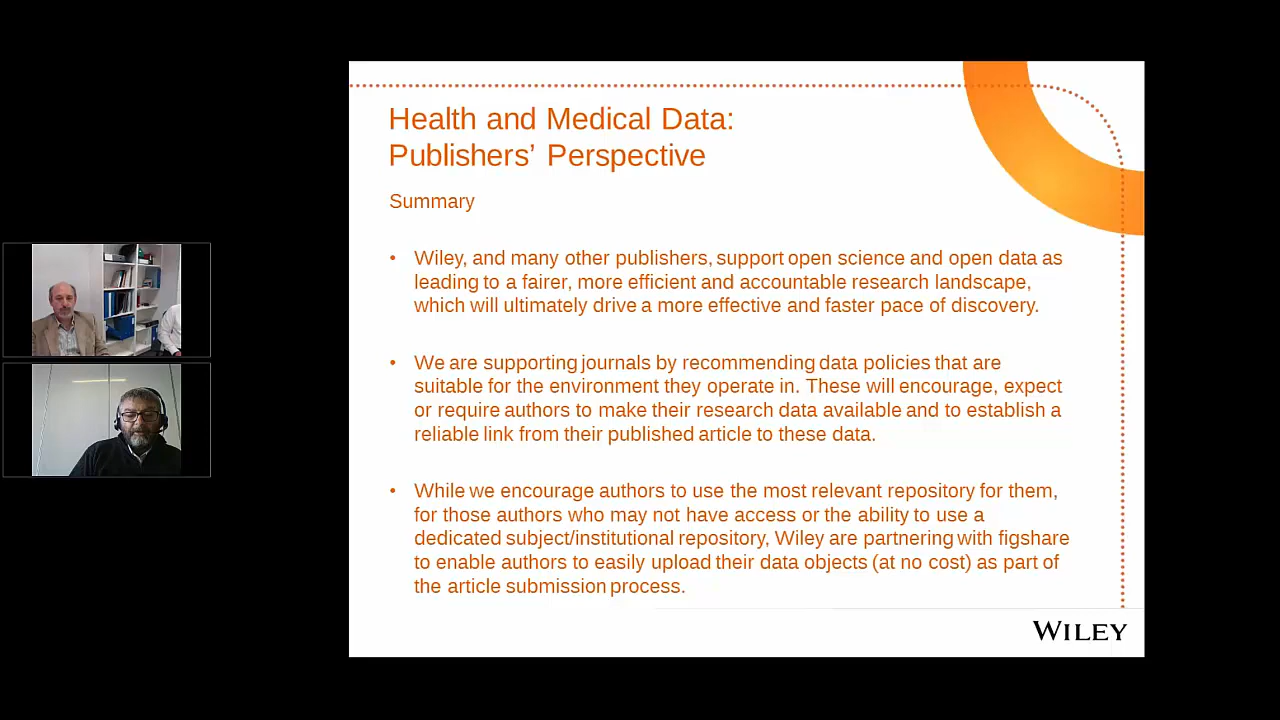 Health and Medical Data:
Publishers’ Perspective
Summary
• Wiley, and many other publishers, support open science and open data as
leading to a fairer, more efficient and accountable research landscape,
which will ultimately drive a more effective and faster pace of discovery.
• We are supporting journals by recommending data policies that are
suitable for the environment they operate in. These will encourage, expect
or require authors to make their research data available and to establish a
reliable link from their published article to these data.
• While we encourage authors to use the most relevant repository for them,
for those authors who may not have access or the ability to use a
dedicated subject/institutional repository, Wiley are partnering with figshare
to enable authors to easily upload their data objects (at no cost) as part of
the article submission process.
WILEY